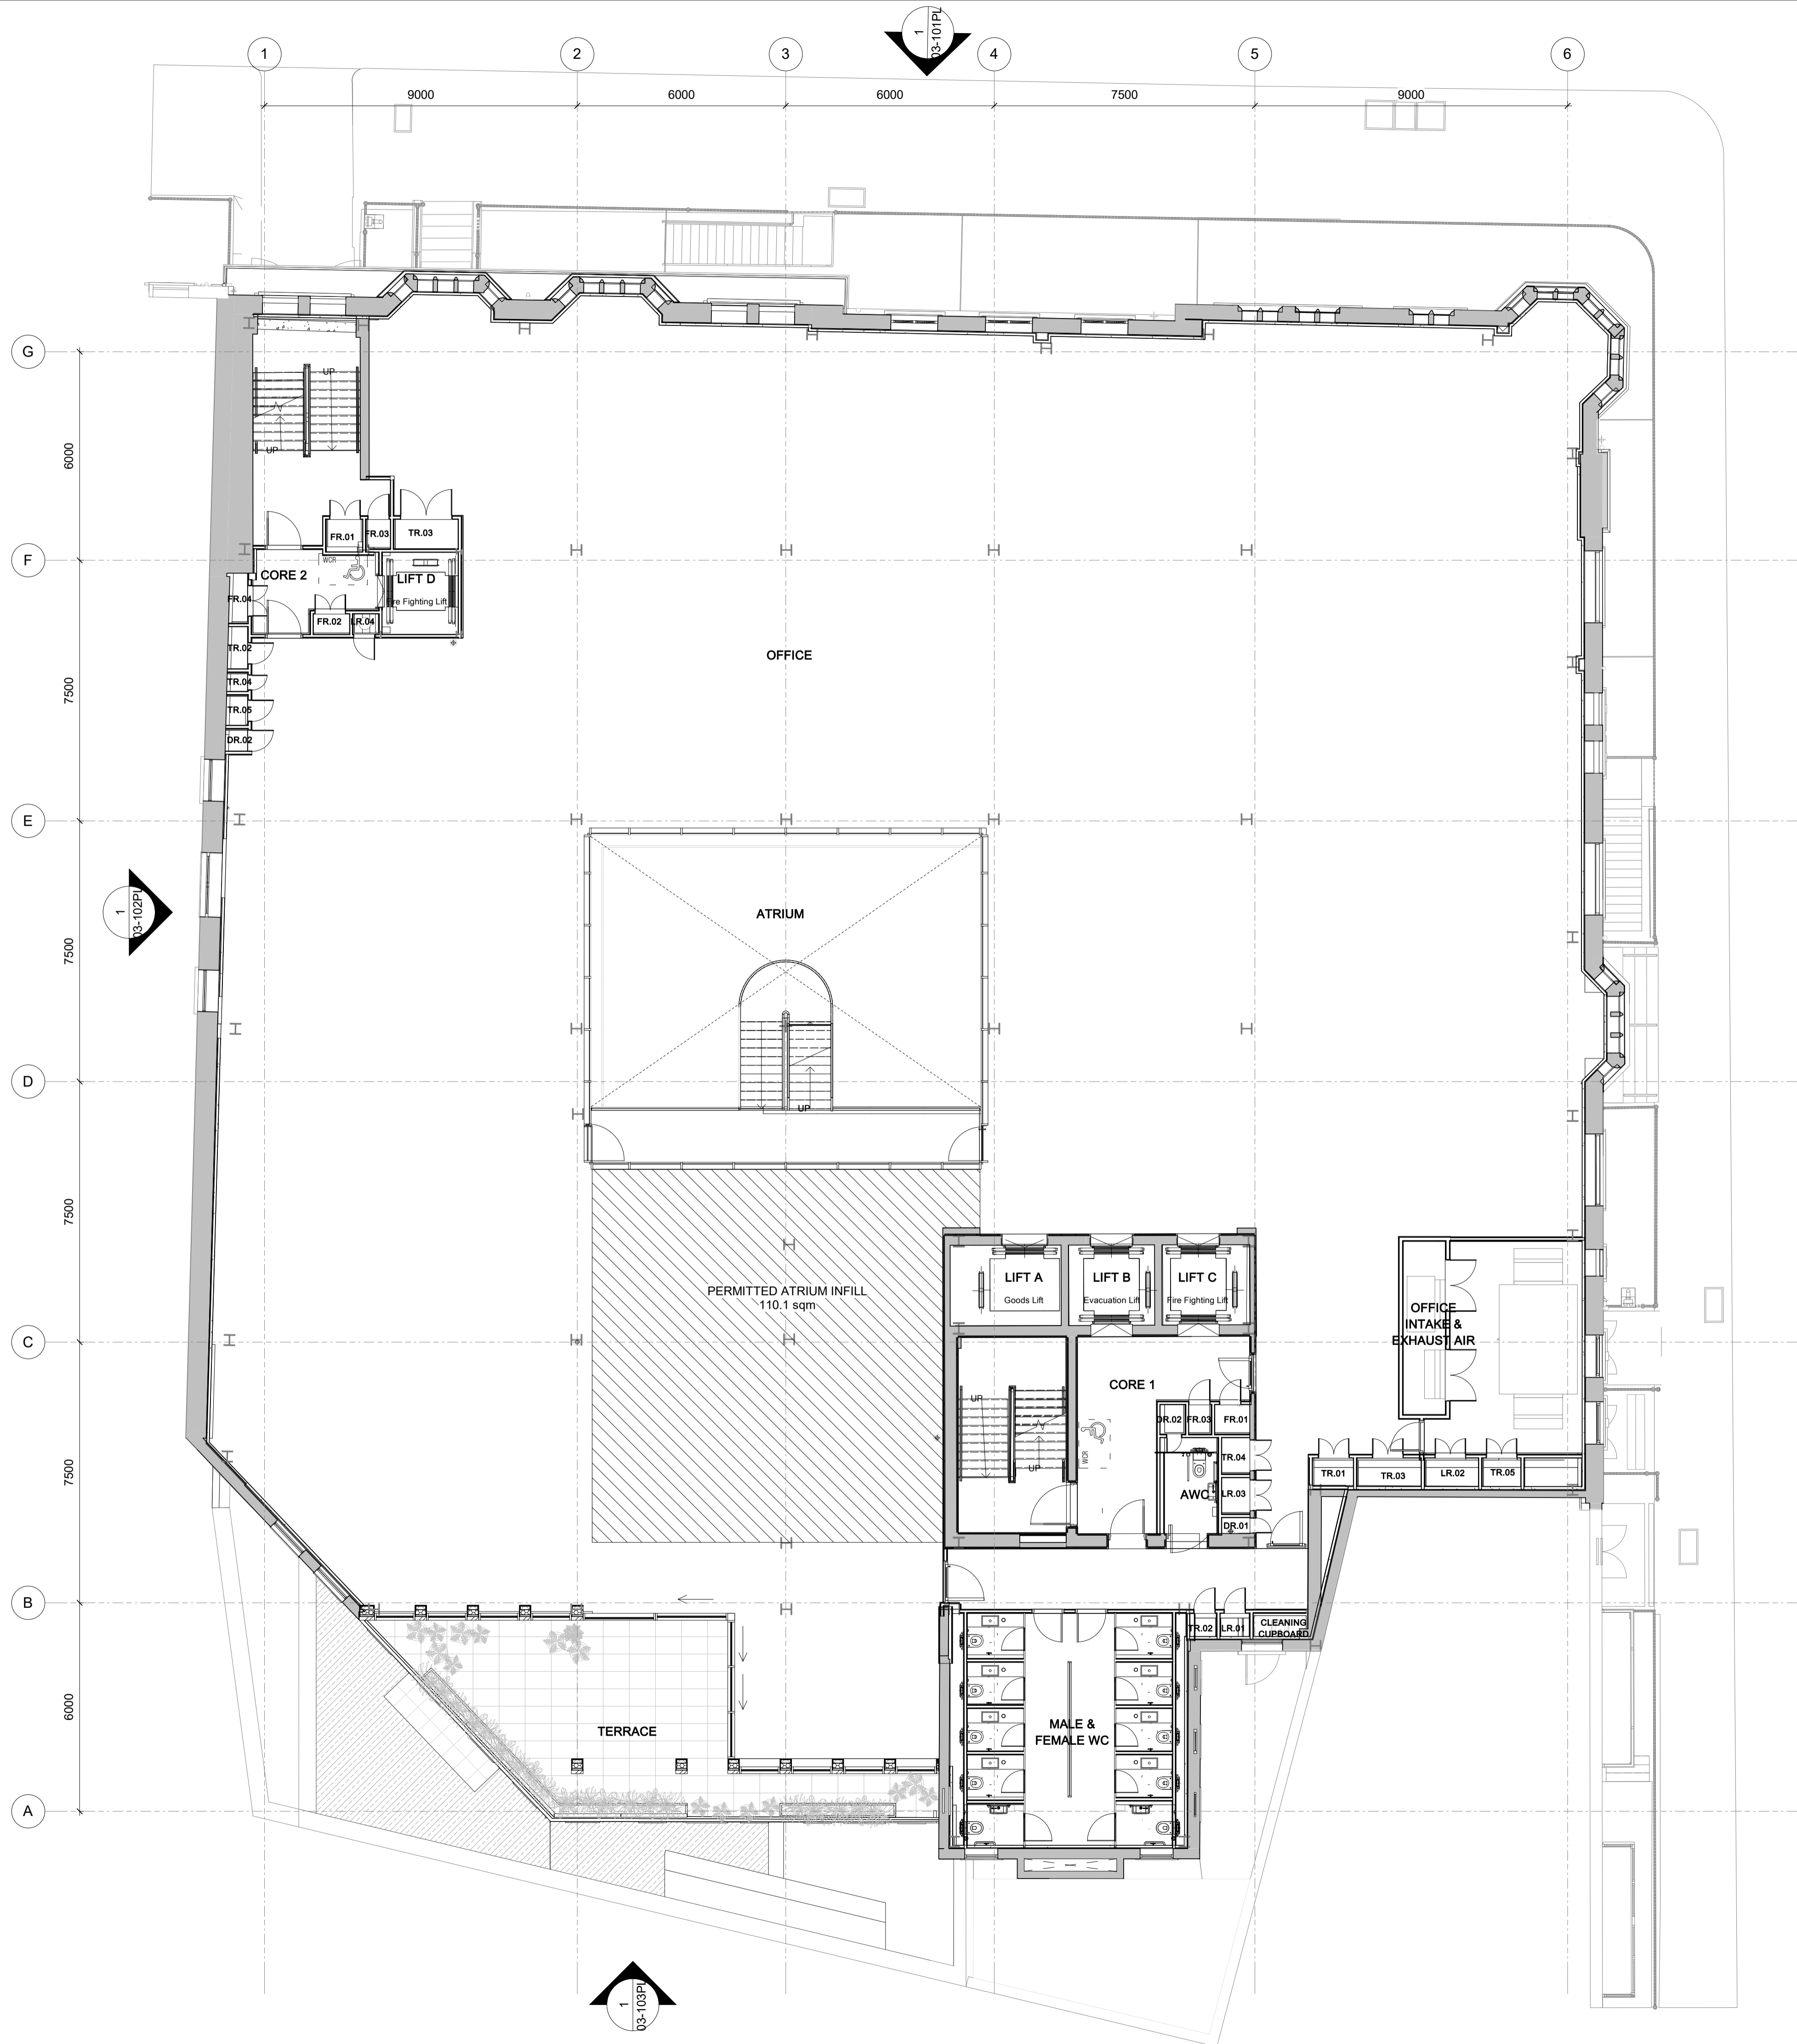 1
03-101PL
1
2
3
4
5
6
9000
6000
6000
7500
9000
G
UP
UP
6000
FR.01
FR.03
TR.03
F
WCR
CORE 2
LIFT D
Fire Fighting Lift
FR.04
FR.02
LR.04
TR.02
OFFICE
7500
TR.04
TR.05
DR.02
E
1
03-102PL
ATRIUM
7500
D
UP
7500
LIFT A
LIFT B
LIFT C
Goods Lift
Evacuation Lift
Fire Fighting Lift
PERMITTED ATRIUM INFILL
110.1 sqm
OFFICE
INTAKE &
EXHAUST AIR
C
CORE 1
UP
DR.02
FR.03
FR.01
WCR
UP
TR.04
7500
TR.01
TR.03
LR.02
TR.05
AWC
LR.03
DR.01
B
TR.02
LR.01
CLEANING
CUPBOARD
6000
TERRACE
MALE &
FEMALE WC
A
1
03-103PL